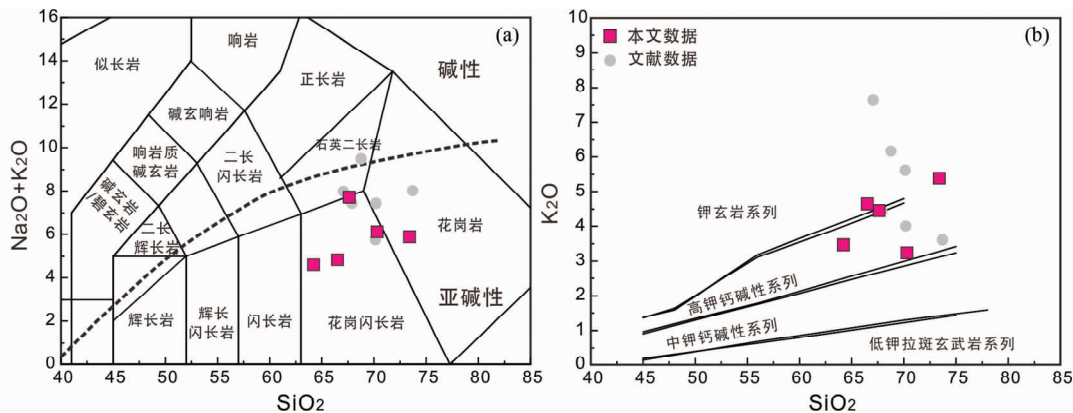 (a)
Na₂O+K₂O
16
14
12
10
8
6
4
2
0
40
45
50
55
60
65
70
75
80
85
SiO₂
似长岩
响岩
正长岩
碱性
碱玄响岩
石英二长岩
响岩质
碱玄岩
二长
闪长岩
碱玄岩
/碧玄岩
二长
辉长岩
花岗岩
亚碱性
辉长岩
辉长
闪长岩
闪长岩
花岗闪长岩
(b)
本文数据
文献数据
K₂O
10
9
8
7
6
5
4
3
2
1
0
40
45
50
55
60
65
70
75
80
85
SiO₂
钾玄岩系列
高钾钙碱性系列
中钾钙碱性系列
低钾拉斑玄武岩系列